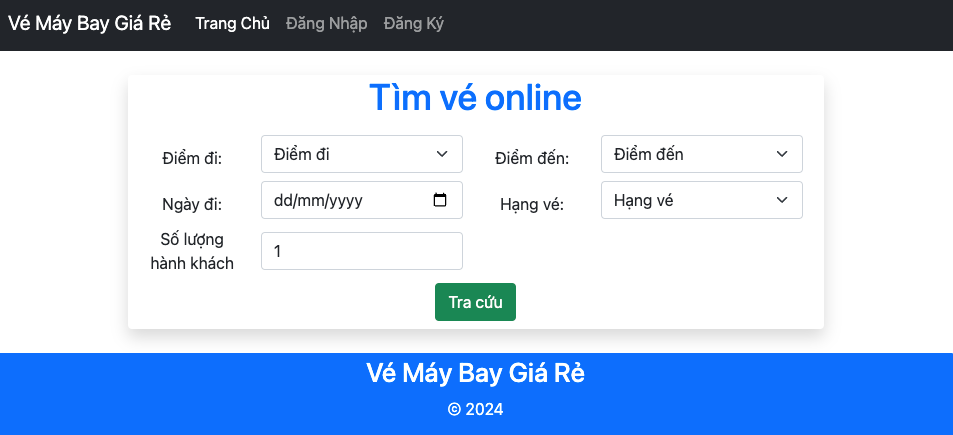 Vé Máy Bay Giá Rẻ Trang Chủ Đăng Nhập Đăng Ký
Tìm vé online
Điểm đi: Điểm đi Điểm đến: Điểm đến
Ngày đi: dd/mm/yyyy Hạng vé: Hạng vé
Số lượng
hành khách
1
Tra cứu
Vé Máy Bay Giá Rẻ
© 2024